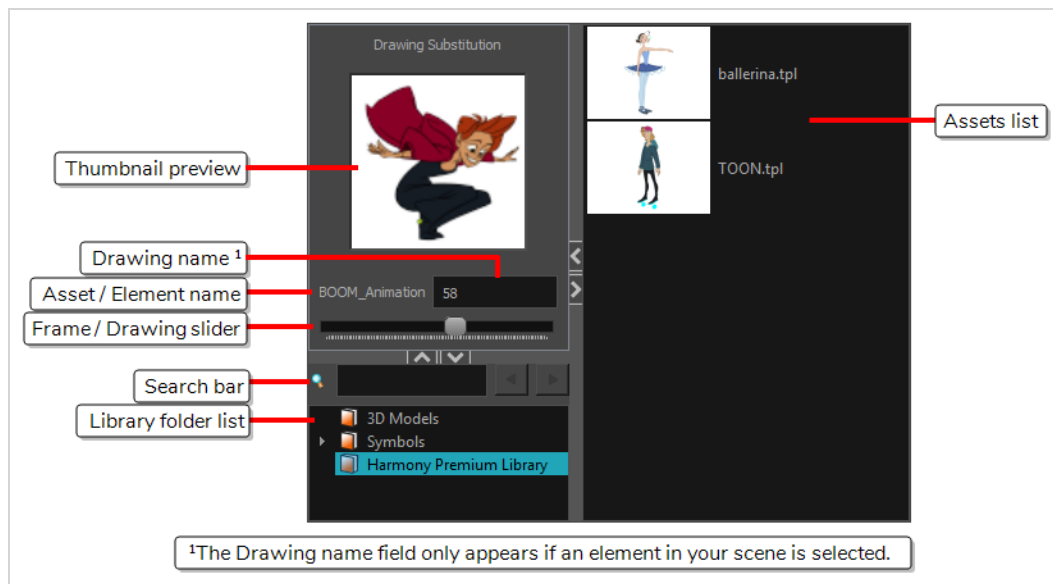 Drawing Substitution
ballerina.tpl
Assets list
Thumbnail preview
TOON.tpl
Drawing name ¹
Asset / Element name
BOOM_Animation 58
Frame / Drawing slider
Search bar
Library folder list
3D Models
Symbols
Harmony Premium Library
¹The Drawing name field only appears if an element in your scene is selected.